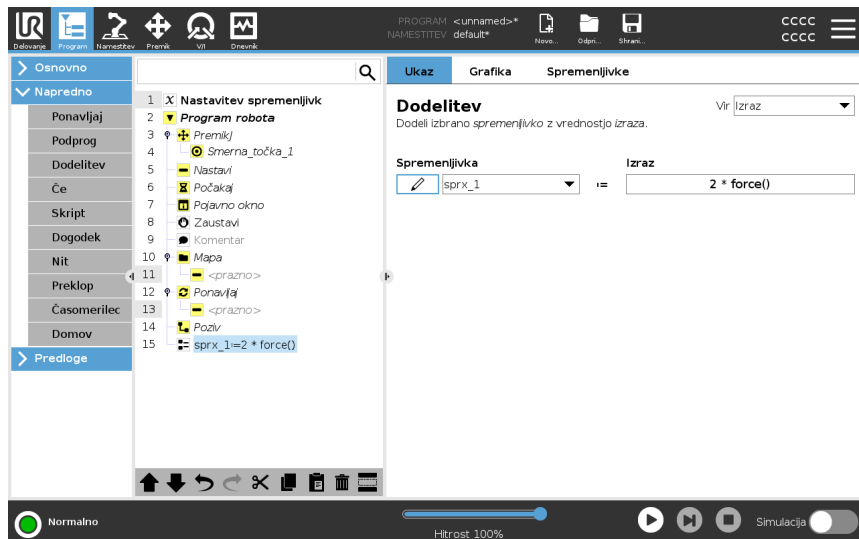 UR
Delovanje
Program
Namestitev
Premik
V/I
Dnevnik
PROGRAM <unnamed>*
NAMESTITEV default*
Novo...
Odpri...
Shrani...
CCCC
CCCC
Osnovno
Napredno
Ponavljaj
Podprog
Dodelitev
Če
Skript
Dogodek
Nit
Preklop
Časomerilec
Domov
Predloge
1 X Nastavitev spremenljivk
2 Program robota
3 PremikJ
4 Smerna_točka_1
5 Nastavi
6 Počakaj
7 Pojavno okno
8 Zaustavi
9 Komentar
10 Mapa
11 <prazno>
12 Ponavljaj
13 <prazno>
14 Poziv
15 sprx_1≔2 * force()
Ukaz
Grafika
Spremenljivke
Dodelitev
Vir Izraz
Dodeli izbrano spremenljivko z vrednostjo izraza.
Spremenljivka
Izraz
sprx_1 ≔ 2 * force()
Normalno
Hitrost 100%
Simulacija